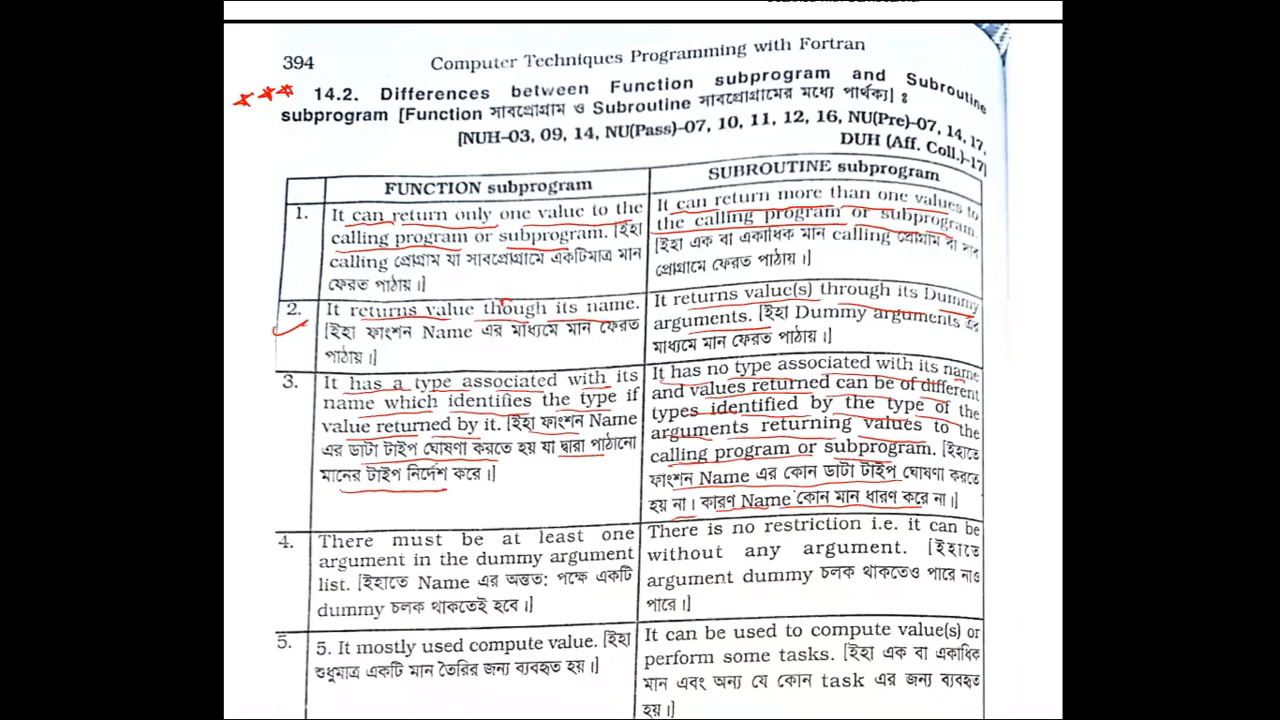 394
Computer Techniques Programming with Fortran
14.2. Differences between Function subprogram and Subroutine
subprogram [Function সাবপ্রোগ্রাম ও Subroutine সাবপ্রোগ্রামের মধ্যে পার্থক্য] ঃ
[NUH–03, 09, 14, NU(Pass)–07, 10, 11, 12, 16, NU(Pre)–07, 14, 17,
DUH (Aff. Coll.)–17]
FUNCTION subprogram
SUBROUTINE subprogram
1.
It can return only one value to the
calling program or subprogram. [ইহা
calling প্রোগ্রাম যা সাবপ্রোগ্রামে একটিমাত্র মান
ফেরত পাঠায়।]
It can return more than one values to
the calling program or subprogram.
[ইহা এক বা একাধিক মান calling প্রোগ্রাম বা সাব
প্রোগ্রামে ফেরত পাঠায়।]
2.
It returns value though its name.
[ইহা ফাংশন Name এর মাধ্যমে মান ফেরত
পাঠায়।]
It returns value(s) through its Dummy
arguments. [ইহা Dummy arguments এর
মাধ্যমে মান ফেরত পাঠায়।]
3.
It has a type associated with its
name which identifies the type if
value returned by it. [ইহা ফাংশন Name
এর ডাটা টাইপ ঘোষণা করতে হয় যা দ্বারা পাঠানো
মানের টাইপ নির্দেশ করে।]
It has no type associated with its name
and values returned can be of different
types identified by the type of the
arguments returning values to the
calling program or subprogram. [ইহাতে
ফাংশন Name এর কোন ডাটা টাইপ ঘোষণা করতে
হয় না। কারণ Name কোন মান ধারণ করে না।]
4.
There must be at least one
argument in the dummy argument
list. [ইহাতে Name এর অন্তত: পক্ষে একটি
dummy চলক থাকতেই হবে।]
There is no restriction i.e. it can be
without any argument. [ইহাতে
argument dummy চলক থাকতেও পারে নাও
পারে।]
5.
5. It mostly used compute value. [ইহা
শুধুমাত্র একটি মান তৈরির জন্য ব্যবহৃত হয়।]
It can be used to compute value(s) or
perform some tasks. [ইহা এক বা একাধিক
মান এবং অন্য যে কোন task এর জন্য ব্যবহৃত
হয়।]